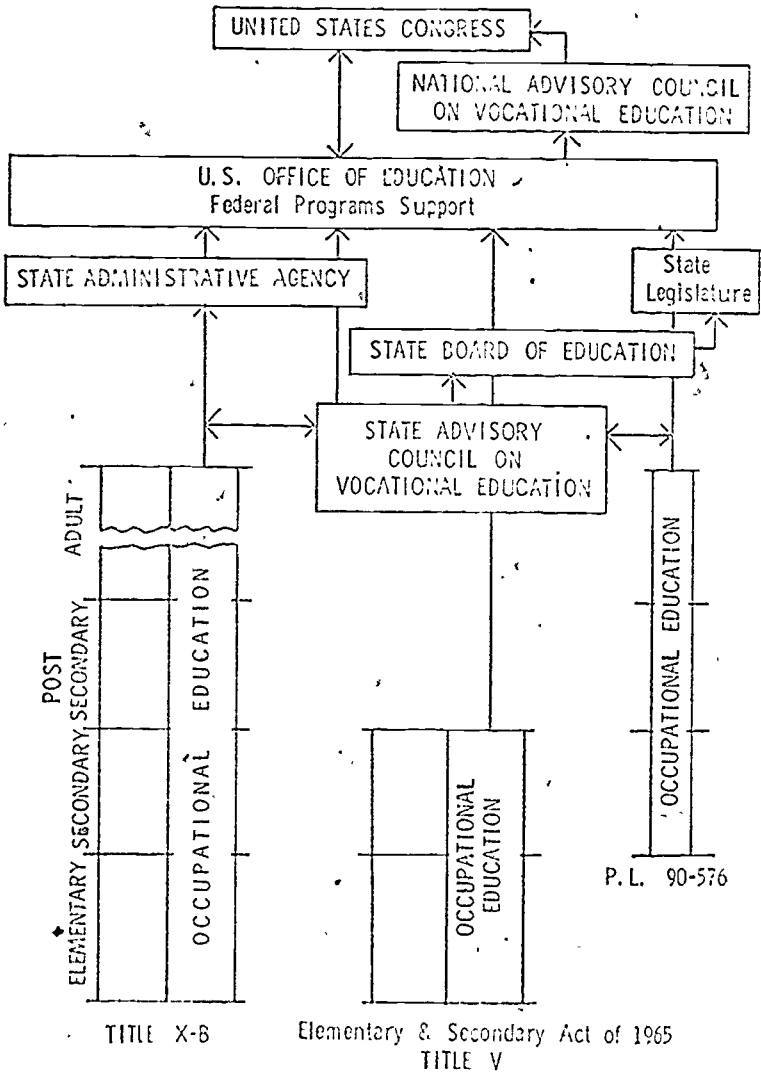 UNITED STATES CONGRESS
NATIONAL ADVISORY COUNCIL
ON VOCATIONAL EDUCATION
U.S. OFFICE OF EDUCATION
Federal Programs Support
STATE ADMINISTRATIVE AGENCY
State
Legislature
STATE BOARD OF EDUCATION
STATE ADVISORY
COUNCIL ON
VOCATIONAL EDUCATION
ADULT
POST
SECONDARY
SECONDARY
ELEMENTARY
OCCUPATIONAL EDUCATION
OCCUPATIONAL
EDUCATION
OCCUPATIONAL EDUCATION
P.L. 90-576
TITLE X-B
Elementary & Secondary Act of 1965
TITLE V